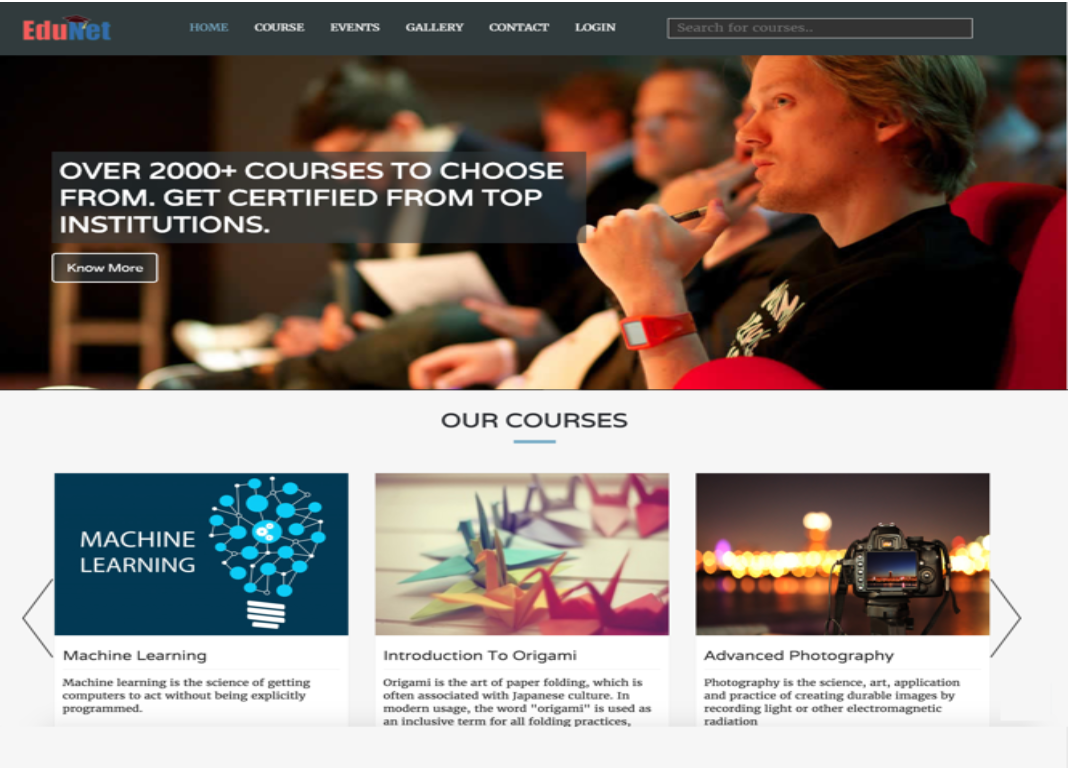 EduNet
HOME COURSE EVENTS GALLERY CONTACT LOGIN
Search for courses..
OVER 2000+ COURSES TO CHOOSE
FROM. GET CERTIFIED FROM TOP
INSTITUTIONS.
Know More
OUR COURSES
MACHINE
LEARNING
Machine Learning
Machine learning is the science of getting
computers to act without being explicitly
programmed.
Introduction To Origami
Origami is the art of paper folding, which is
often associated with Japanese culture. In
modern usage, the word "origami" is used as
an inclusive term for all folding practices,
Advanced Photography
Photography is the science, art, application
and practice of creating durable images by
recording light or other electromagnetic
radiation